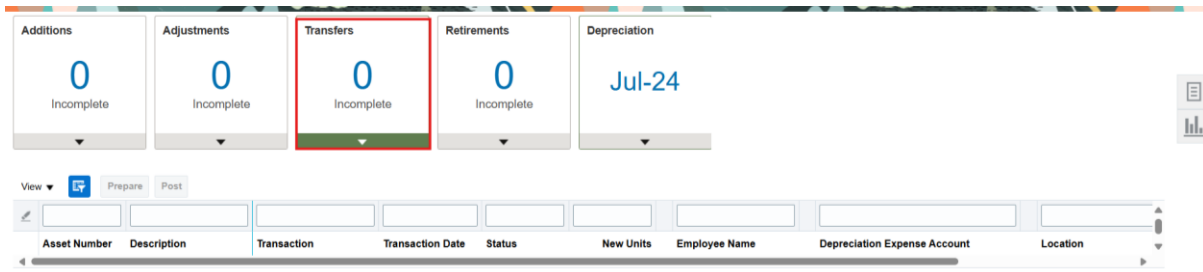 Additions Adjustments Transfers Retirements Depreciation
0 0 0 0 Jul-24
Incomplete Incomplete Incomplete Incomplete
View Prepare Post
Asset Number Description Transaction Transaction Date Status New Units Employee Name Depreciation Expense Account Location